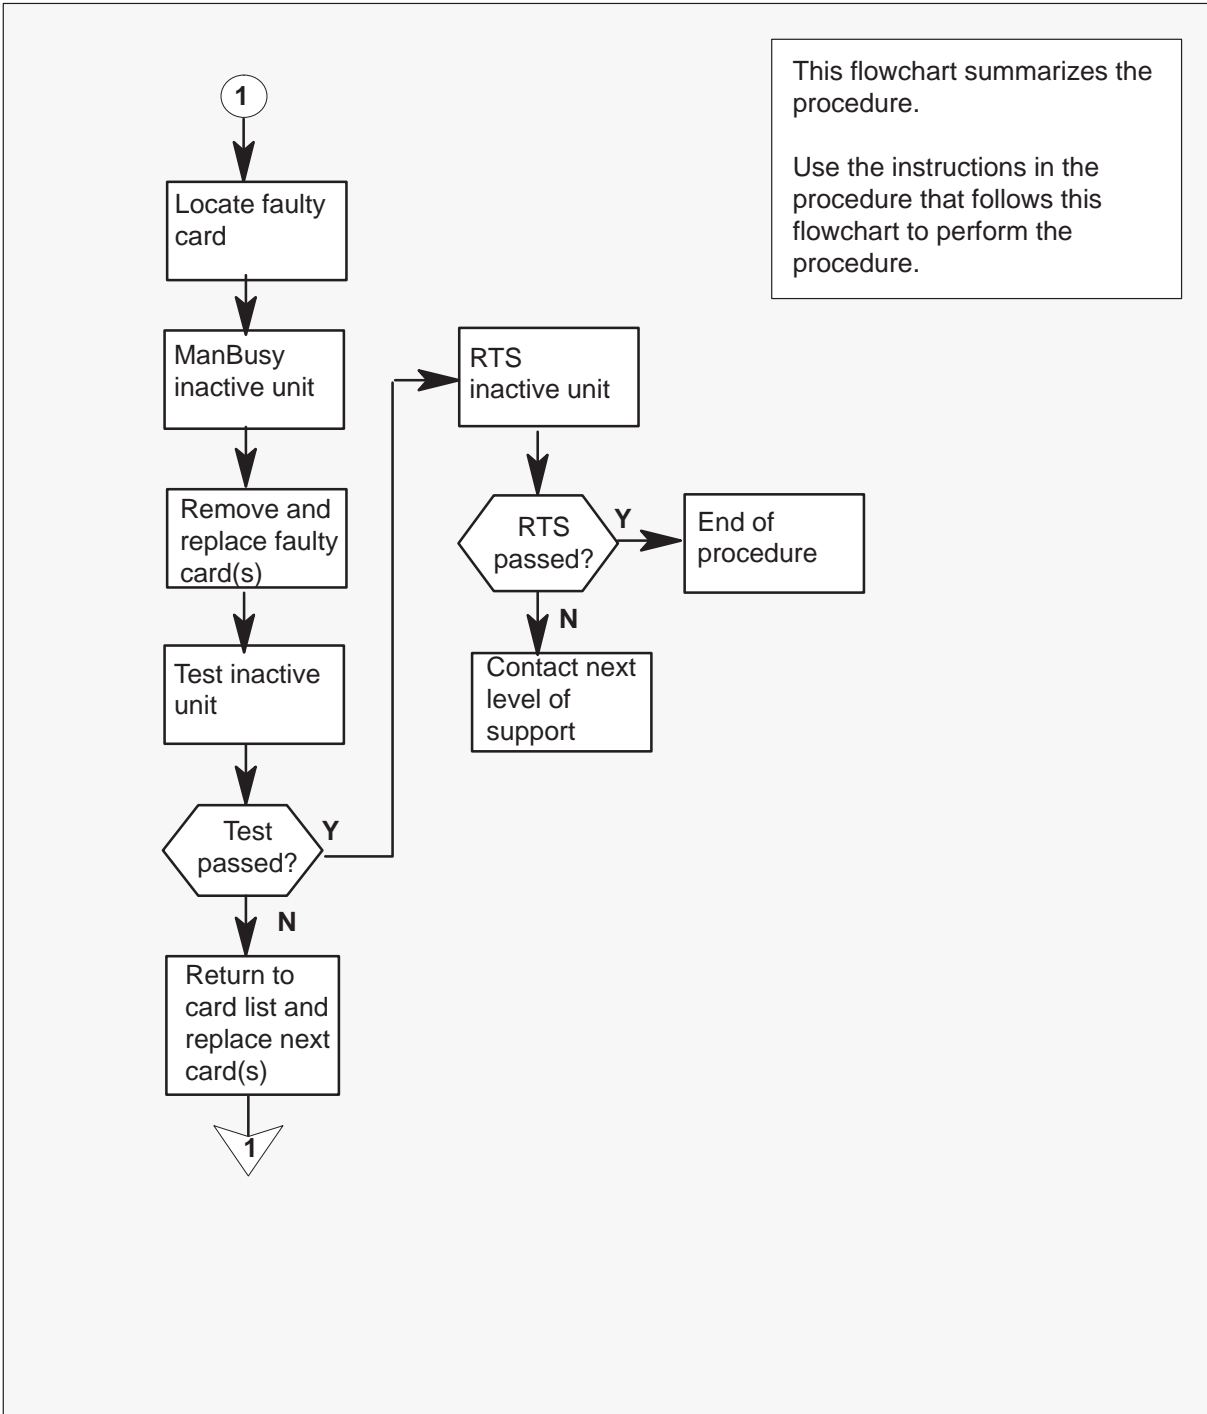 1
Locate faulty
card
ManBusy
inactive unit
Remove and
replace faulty
card(s)
Test inactive
unit
Test
passed?
Y
N
Return to
card list and
replace next
card(s)
1
RTS
inactive unit
RTS
passed?
Y
N
End of
procedure
Contact next
level of
support
This flowchart summarizes the
procedure.
Use the instructions in the
procedure that follows this
flowchart to perform the
procedure.